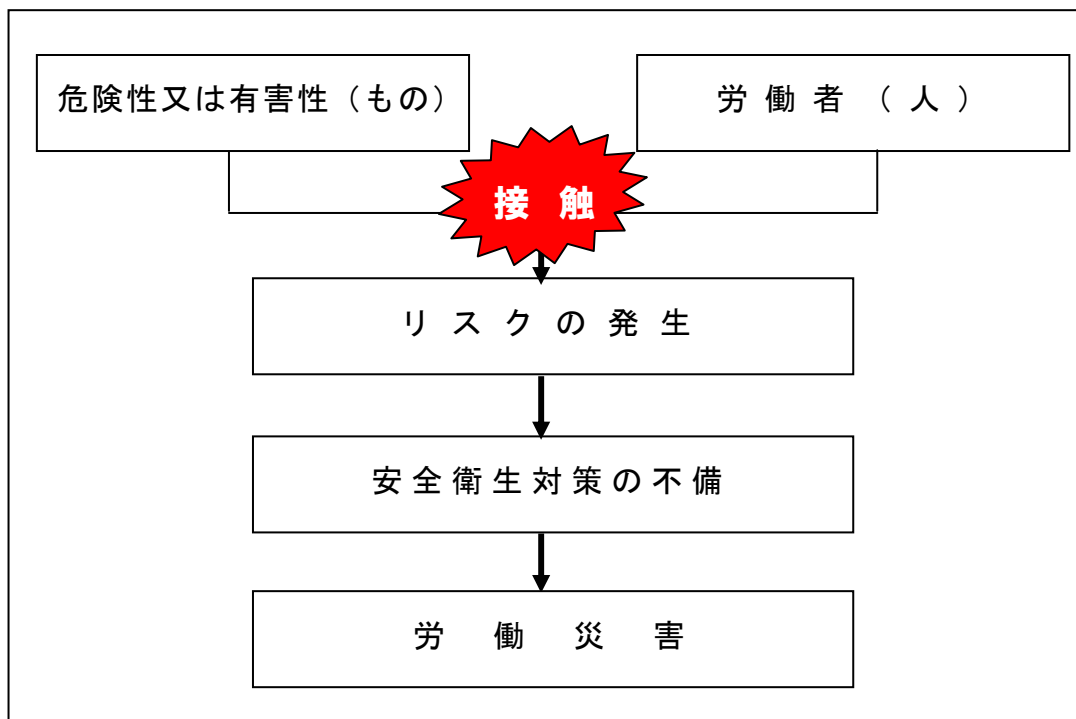 危険性又は有害性（もの）
労働者（人）
接触
リスクの発生
安全衛生対策の不備
労働災害